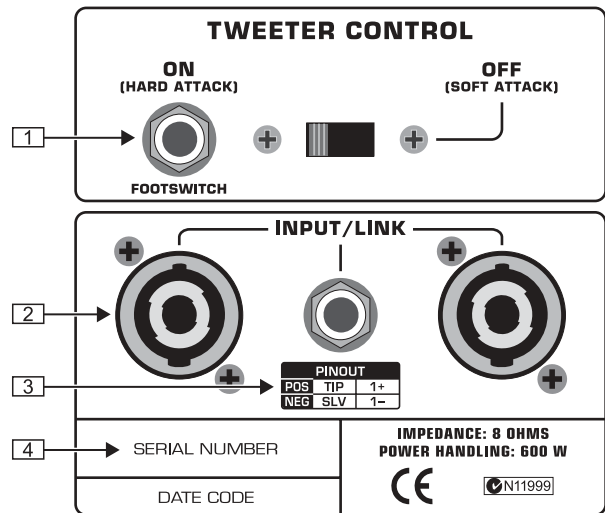 TWEETER CONTROL
ON
(HARD ATTACK)
OFF
(SOFT ATTACK)
1
FOOTSWITCH
INPUT/LINK
2
3
PINOUT
POS TIP 1+
NEG SLV 1−
4
SERIAL NUMBER
DATE CODE
IMPEDANCE: 8 OHMS
POWER HANDLING: 600 W
CE
N11999